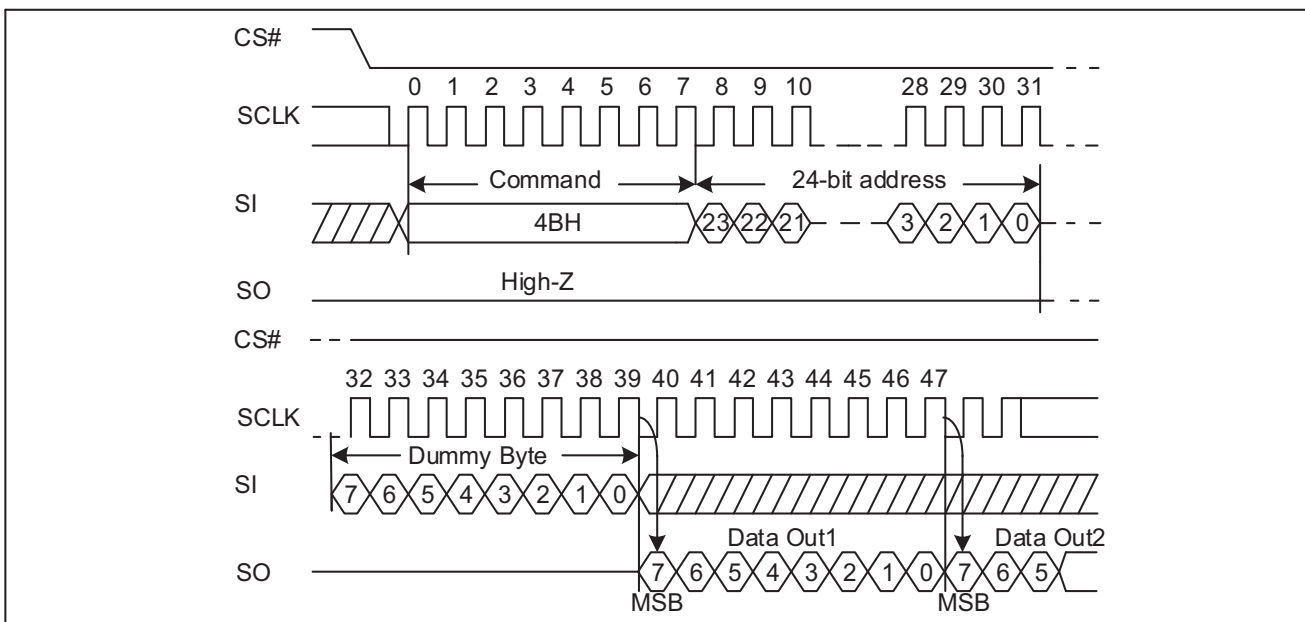 CS#
0 1 2 3 4 5 6 7 8 9 10 28 29 30 31
SCLK
Command 24-bit address
SI
4BH 23 22 21 3 2 1 0
High-Z
SO
CS#
32 33 34 35 36 37 38 39 40 41 42 43 44 45 46 47
SCLK
Dummy Byte
SI
7 6 5 4 3 2 1 0
Data Out1 Data Out2
SO
7 6 5 4 3 2 1 0 7 6 5
MSB MSB